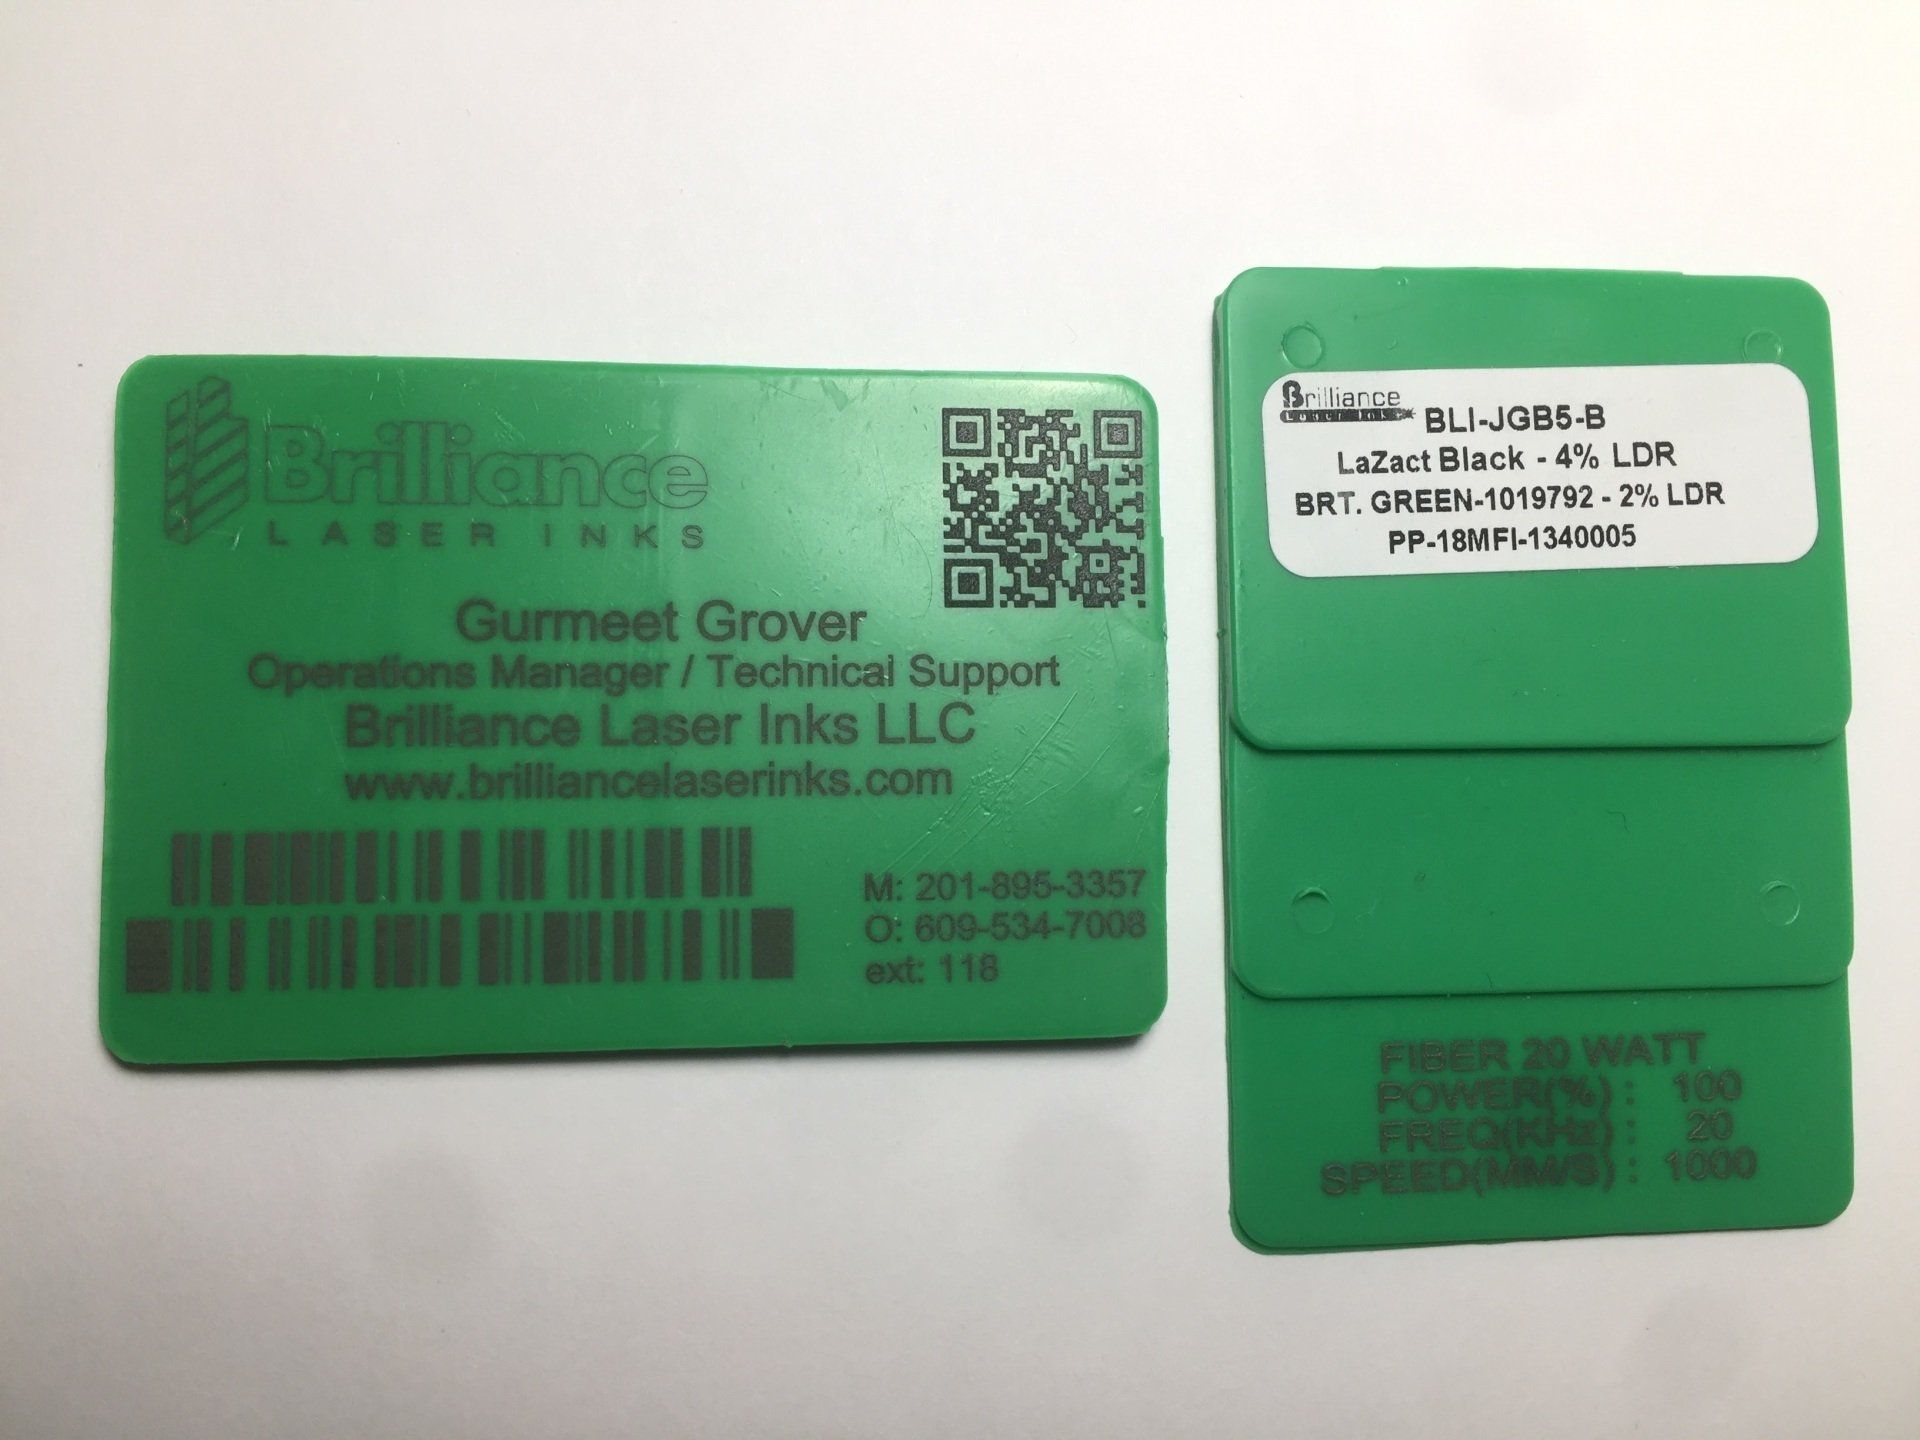 Brilliance
LASER INKS
Gurmeet Grover
Operations Manager / Technical Support
Brilliance Laser Inks LLC
www.brilliancelaserinks.com
M: 201-895-3357
O: 609-534-7008
ext: 118
Brilliance
Laser Inks
BLI-JGB5-B
LaZact Black - 4% LDR
BRT. GREEN-1019792 - 2% LDR
PP-18MFI-1340005
FIBER 20 WATT
POWER(%) : 100
FREQ(KHz) : 20
SPEED(MM/S) : 1000